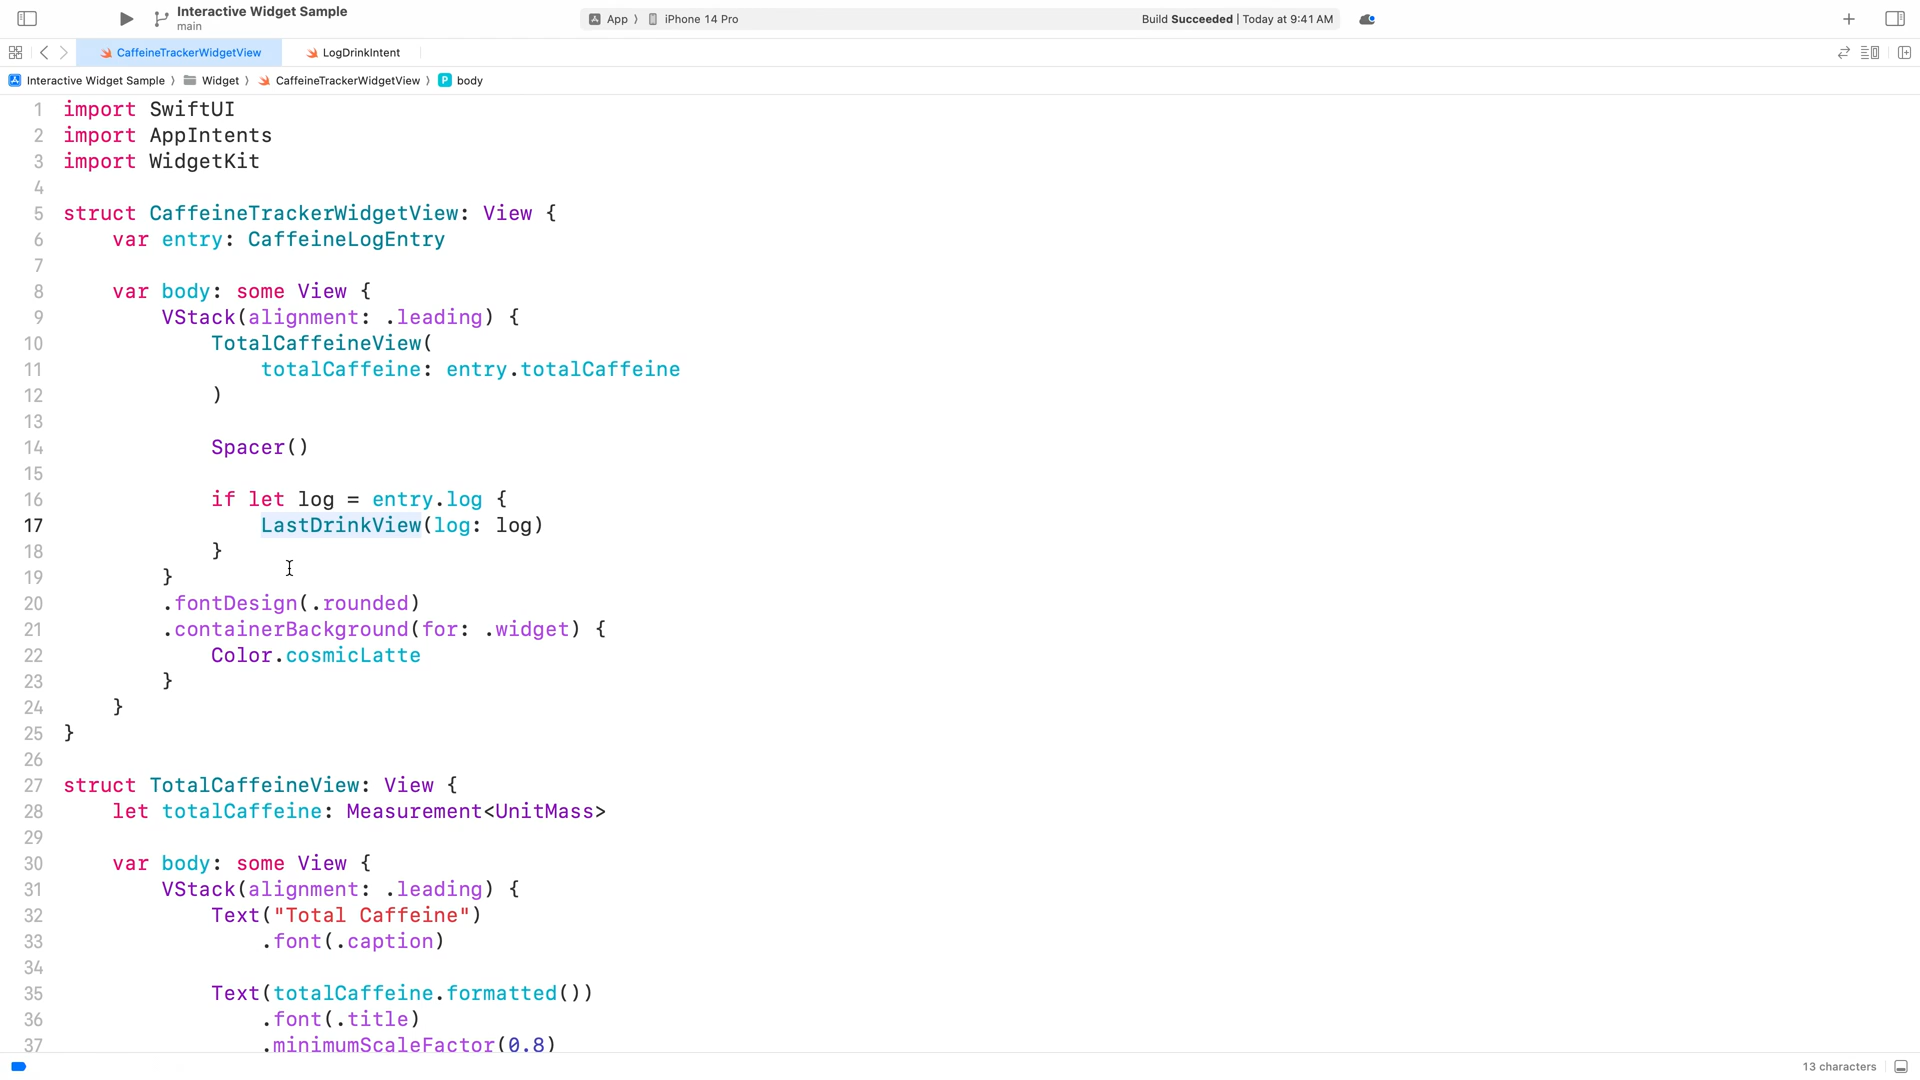 Interactive Widget Sample
main
App 〉 iPhone 14 Pro
Build Succeeded | Today at 9:41 AM
CaffeineTrackerWidgetView
LogDrinkIntent
Interactive Widget Sample 〉 Widget 〉 CaffeineTrackerWidgetView 〉 P body
1 import SwiftUI
2 import AppIntents
3 import WidgetKit
4
5 struct CaffeineTrackerWidgetView: View {
6     var entry: CaffeineLogEntry
7
8     var body: some View {
9         VStack(alignment: .leading) {
10             TotalCaffeineView(
11                 totalCaffeine: entry.totalCaffeine
12             )
13
14             Spacer()
15
16             if let log = entry.log {
17                 LastDrinkView(log: log)
18             }
19         }
20         .fontDesign(.rounded)
21         .containerBackground(for: .widget) {
22             Color.cosmicLatte
23         }
24     }
25 }
26
27 struct TotalCaffeineView: View {
28     let totalCaffeine: Measurement<UnitMass>
29
30     var body: some View {
31         VStack(alignment: .leading) {
32             Text("Total Caffeine")
33                 .font(.caption)
34
35             Text(totalCaffeine.formatted())
36                 .font(.title)
37                 .minimumScaleFactor(0.8)
13 characters